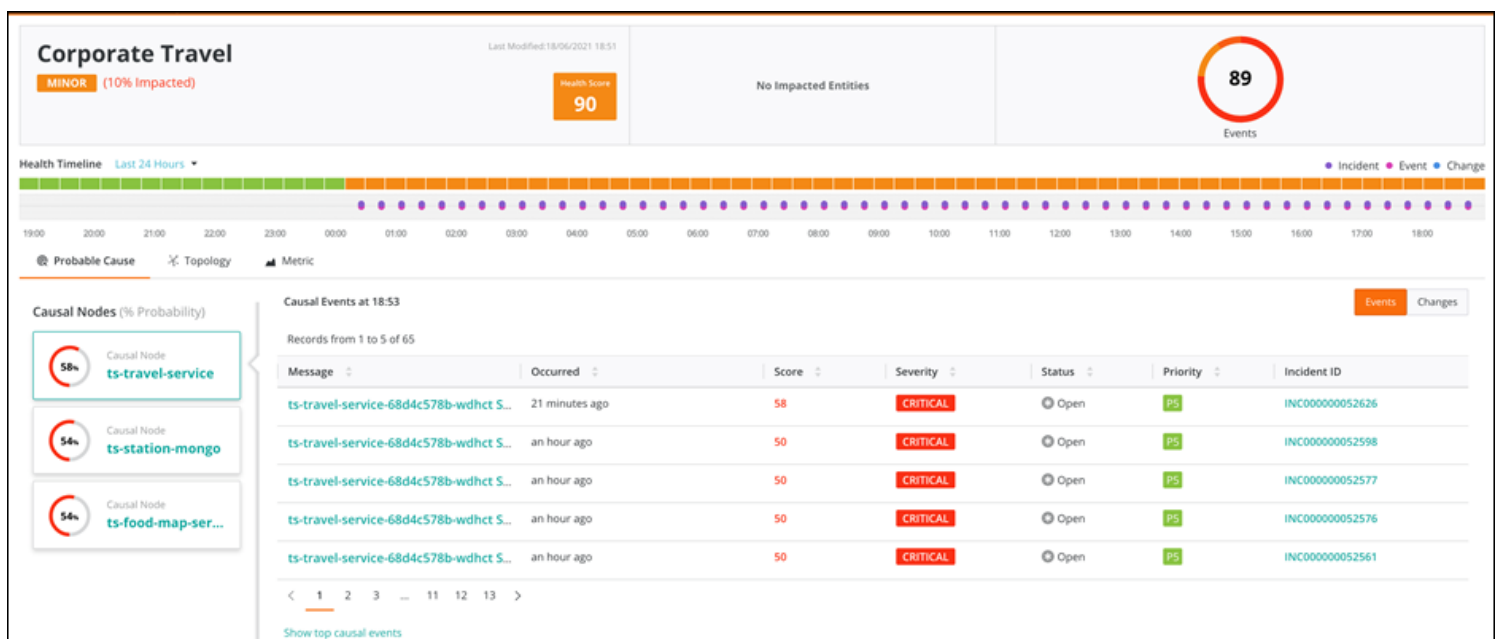 Corporate Travel
Last Modified:18/06/2021 18:51
MINOR (10% Impacted)
Health Score
90
No Impacted Entities
89
Events
Health Timeline Last 24 Hours
Incident Event Change
19:00 20:00 21:00 22:00 23:00 00:00 01:00 02:00 03:00 04:00 05:00 06:00 07:00 08:00 09:00 10:00 11:00 12:00 13:00 14:00 15:00 16:00 17:00 18:00
Probable Cause Topology Metric
Causal Nodes (% Probability)
58%
Causal Node
ts-travel-service
54%
Causal Node
ts-station-mongo
54%
Causal Node
ts-food-map-ser...
Causal Events at 18:53
Events Changes
Records from 1 to 5 of 65
Message Occurred Score Severity Status Priority Incident ID
ts-travel-service-68d4c578b-wdhct S... 21 minutes ago 58 CRITICAL Open P5 INC000000052626
ts-travel-service-68d4c578b-wdhct S... an hour ago 50 CRITICAL Open P5 INC000000052598
ts-travel-service-68d4c578b-wdhct S... an hour ago 50 CRITICAL Open P5 INC000000052577
ts-travel-service-68d4c578b-wdhct S... an hour ago 50 CRITICAL Open P5 INC000000052576
ts-travel-service-68d4c578b-wdhct S... an hour ago 50 CRITICAL Open P5 INC000000052561
< 1 2 3 ... 11 12 13 >
Show top causal events